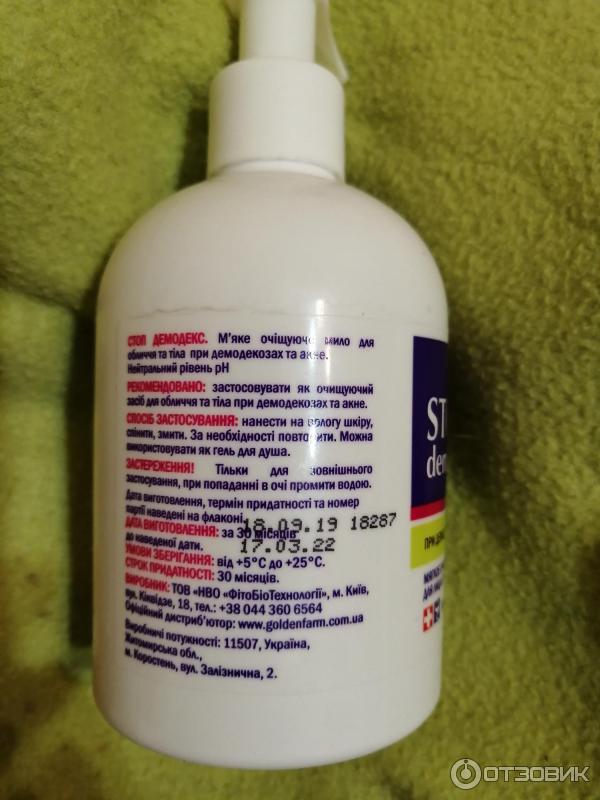 СТОП ДЕМОДЕКС. М'яке очищуюче мило для
обличчя та тіла при демодекозах та акне.
Нейтральний рівень pH
РЕКОМЕНДОВАНО: застосовувати як очищуючий
засіб для обличчя та тіла при демодекозах та акне.
СПОСІБ ЗАСТОСУВАННЯ: нанести на вологу шкіру,
спінити, змити. За необхідності повторити. Можна
використовувати як гель для душа.
ЗАСТЕРЕЖЕННЯ! Тільки для зовнішнього
застосування, при попаданні в очі промити водою.
Дата виготовлення, термін придатності та номер
партії наведені на флаконі.
ДАТА ВИГОТОВЛЕННЯ: за 30 місяців
до наведеної дати.
18.09.19 18287
17.03.22
УМОВИ ЗБЕРІГАННЯ: від +5°C до +25°C.
СТРОК ПРИДАТНОСТІ: 30 місяців.
ВИРОБНИК: ТОВ «НВО «ФітоБіоТехнології», м. Київ,
вул. Кіквідзе, 18, тел.: +38 044 360 6564
Офіційний дистриб'ютор: www.goldenfarm.com.ua
Виробничі потужності: 11507, Україна,
Житомирська обл.,
м. Коростень, вул. Залізнична, 2.
ST
dem
ПРИ
ОТЗОВИК